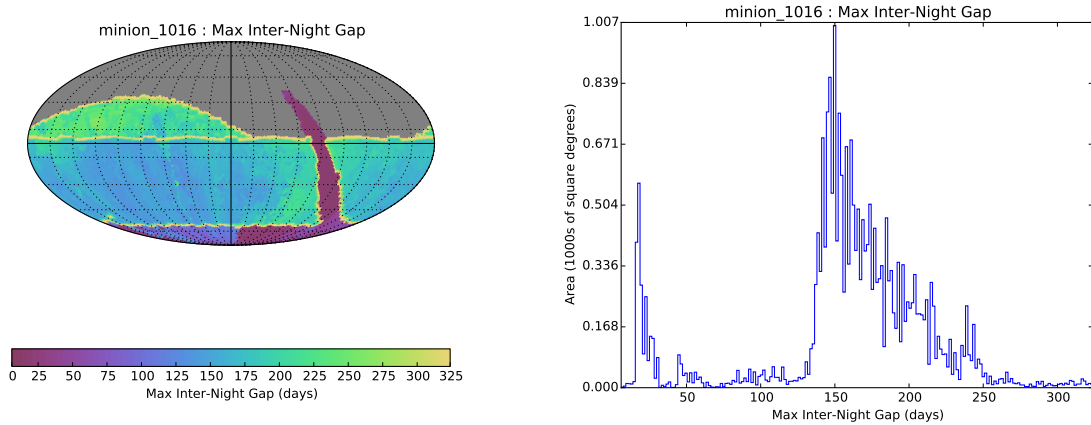 minion_1016 : Max Inter-Night Gap
0 25 50 75 100 125 150 175 200 225 250 275 300 325
Max Inter-Night Gap (days)
minion_1016 : Max Inter-Night Gap
1.007
0.839
0.671
0.504
0.336
0.168
0.000
Area (1000s of square degrees)
50 100 150 200 250 300
Max Inter-Night Gap (days)